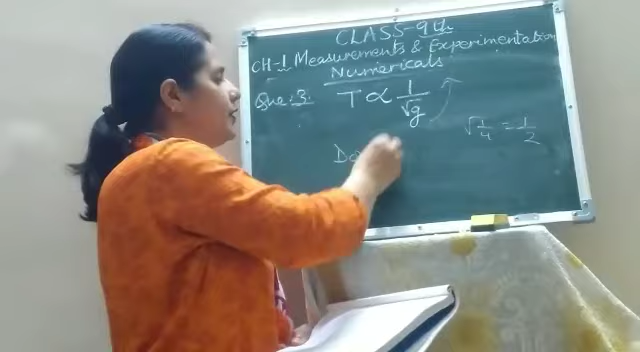 CLASS-9th
CH-1 Measurements & Experimentation
Numericals
Que:3. T ∝ 1/√g
√1/4 = 1/2